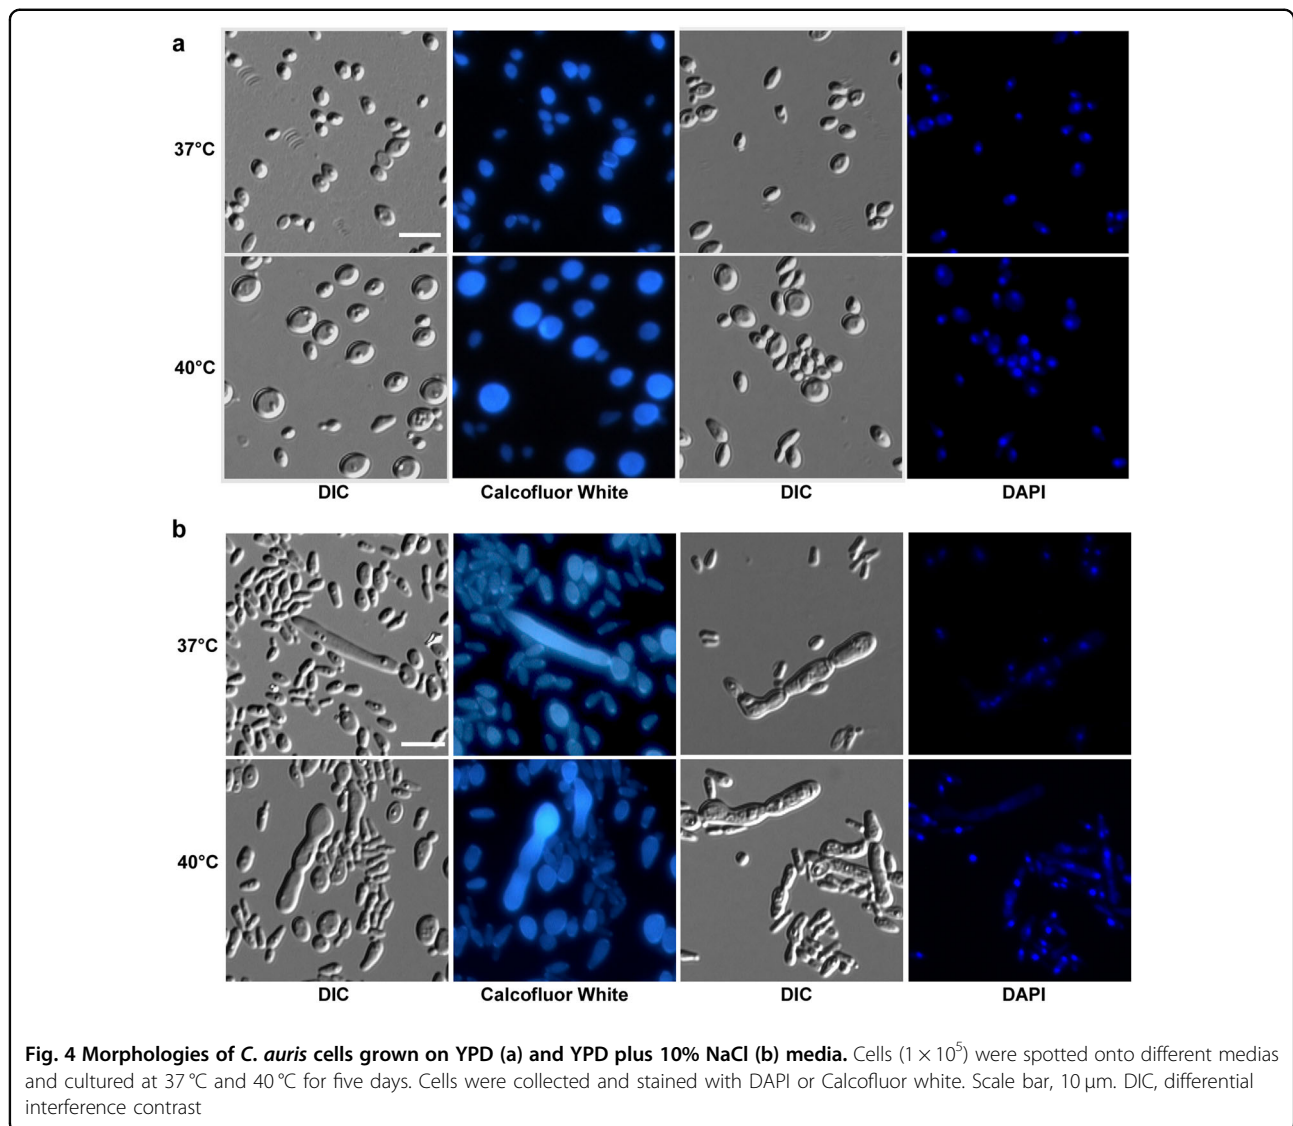 a
37°C
40°C
DIC
Calcofluor White
DIC
DAPI
b
37°C
40°C
DIC
Calcofluor White
DIC
DAPI
Fig. 4 Morphologies of C. auris cells grown on YPD (a) and YPD plus 10% NaCl (b) media. Cells (1 × 10⁵) were spotted onto different medias
and cultured at 37 °C and 40 °C for five days. Cells were collected and stained with DAPI or Calcofluor white. Scale bar, 10 μm. DIC, differential
interference contrast